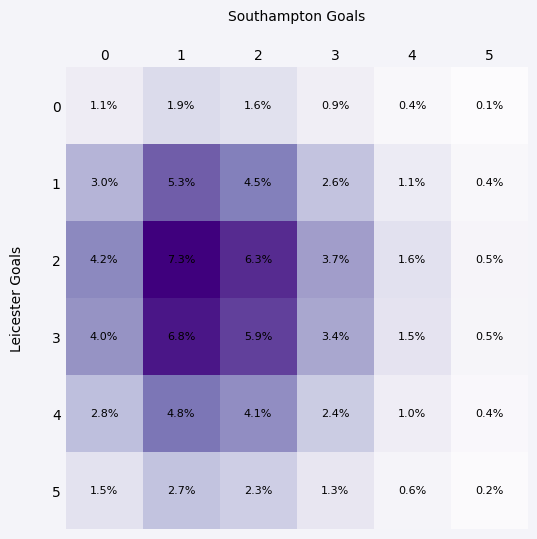 Southampton Goals
0 1 2 3 4 5
0 1.1% 1.9% 1.6% 0.9% 0.4% 0.1%
1 3.0% 5.3% 4.5% 2.6% 1.1% 0.4%
2 4.2% 7.3% 6.3% 3.7% 1.6% 0.5%
3 4.0% 6.8% 5.9% 3.4% 1.5% 0.5%
4 2.8% 4.8% 4.1% 2.4% 1.0% 0.4%
5 1.5% 2.7% 2.3% 1.3% 0.6% 0.2%
Leicester Goals